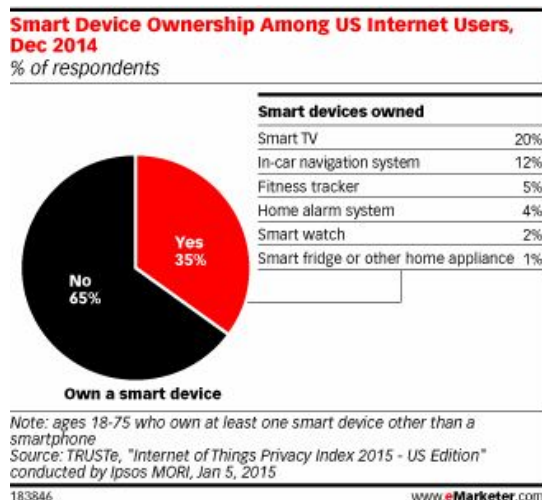 Smart Device Ownership Among US Internet Users,
Dec 2014
% of respondents
Smart devices owned
Smart TV 20%
In-car navigation system 12%
Fitness tracker 5%
Home alarm system 4%
Smart watch 2%
Smart fridge or other home appliance 1%
Yes
35%
No
65%
Own a smart device
Note: ages 18-75 who own at least one smart device other than a
smartphone
Source: TRUSTe, "Internet of Things Privacy Index 2015 - US Edition"
conducted by Ipsos MORI, Jan 5, 2015
183846 www.eMarketer.com